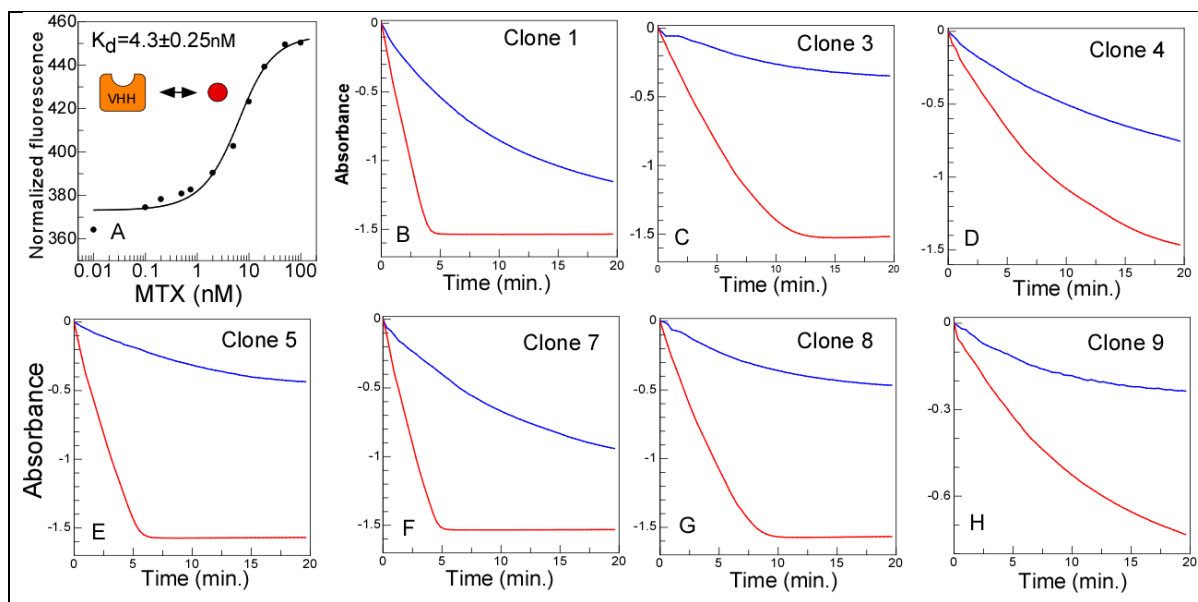 Normalized fluorescence
460
440
420
400
380
360
Kd=4.3±0.25nM
VHH
A
0.01 0.1 1 10 100
MTX (nM)
Absorbance
0
-0.5
-1
-1.5
Clone 1
B
0 5 10 15 20
Time (min.)
0
-0.5
-1
-1.5
Clone 3
C
0 5 10 15 20
Time (min.)
0
-0.5
-1
-1.5
Clone 4
D
0 5 10 15 20
Time (min.)
Absorbance
0
-0.5
-1
-1.5
Clone 5
E
0 5 10 15 20
Time (min.)
0
-0.5
-1
-1.5
Clone 7
F
0 5 10 15 20
Time (min.)
0
-0.5
-1
-1.5
Clone 8
G
0 5 10 15 20
Time (min.)
0
-0.3
-0.6
Clone 9
H
0 5 10 15 20
Time (min.)